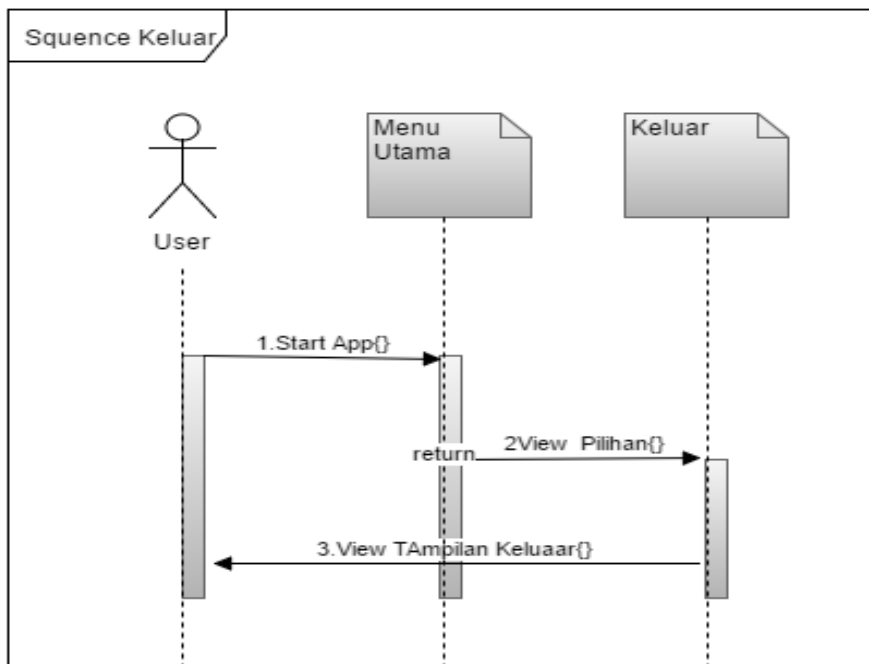 Squence Keluar
Menu
Utama
Keluar
User
1.Start App{}
2View Pilihan{}
return
3.View TAmpilan Keluaar{}